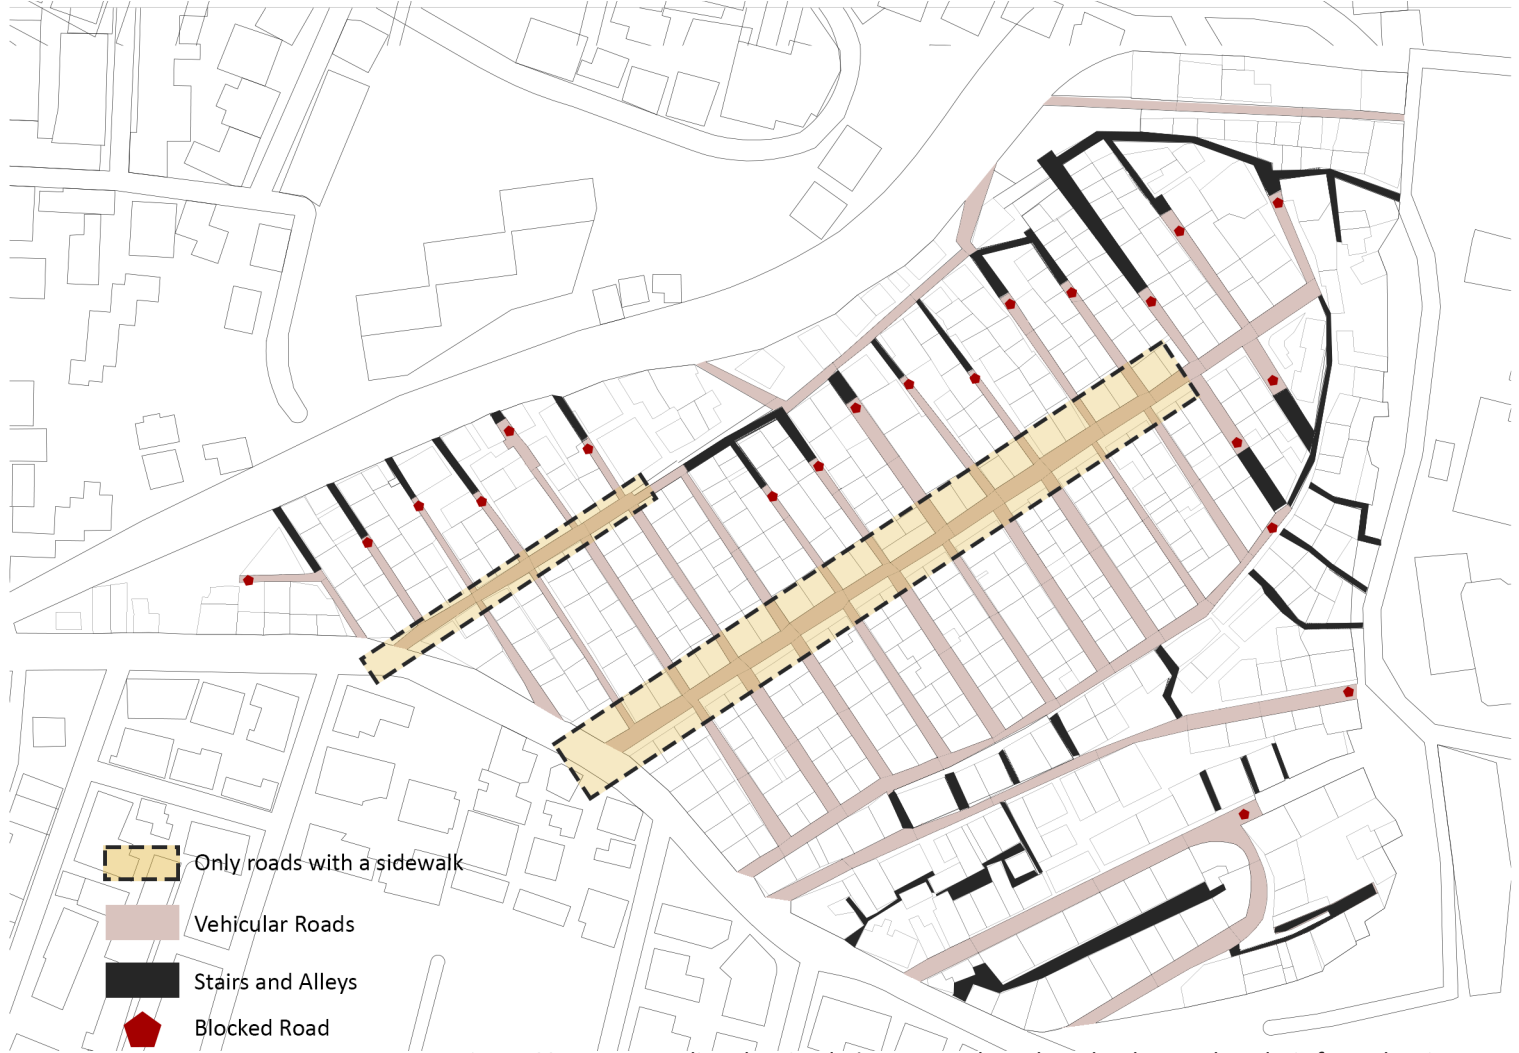 Only roads with a sidewalk
Vehicular Roads
Stairs and Alleys
Blocked Road